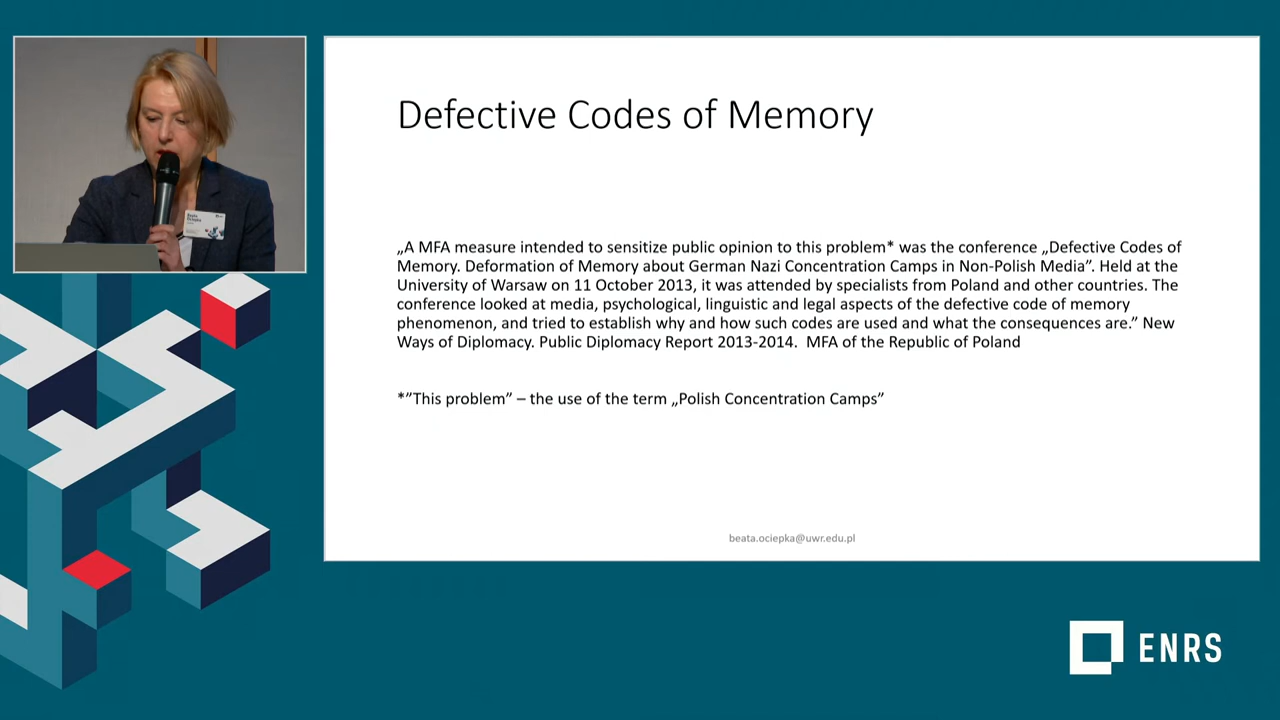 Beata
Ociepka
Defective Codes of Memory
„A MFA measure intended to sensitize public opinion to this problem* was the conference „Defective Codes of
Memory. Deformation of Memory about German Nazi Concentration Camps in Non-Polish Media”. Held at the
University of Warsaw on 11 October 2013, it was attended by specialists from Poland and other countries. The
conference looked at media, psychological, linguistic and legal aspects of the defective code of memory
phenomenon, and tried to establish why and how such codes are used and what the consequences are.” New
Ways of Diplomacy. Public Diplomacy Report 2013-2014.  MFA of the Republic of Poland
*”This problem” – the use of the term „Polish Concentration Camps”
beata.ociepka@uwr.edu.pl
ENRS